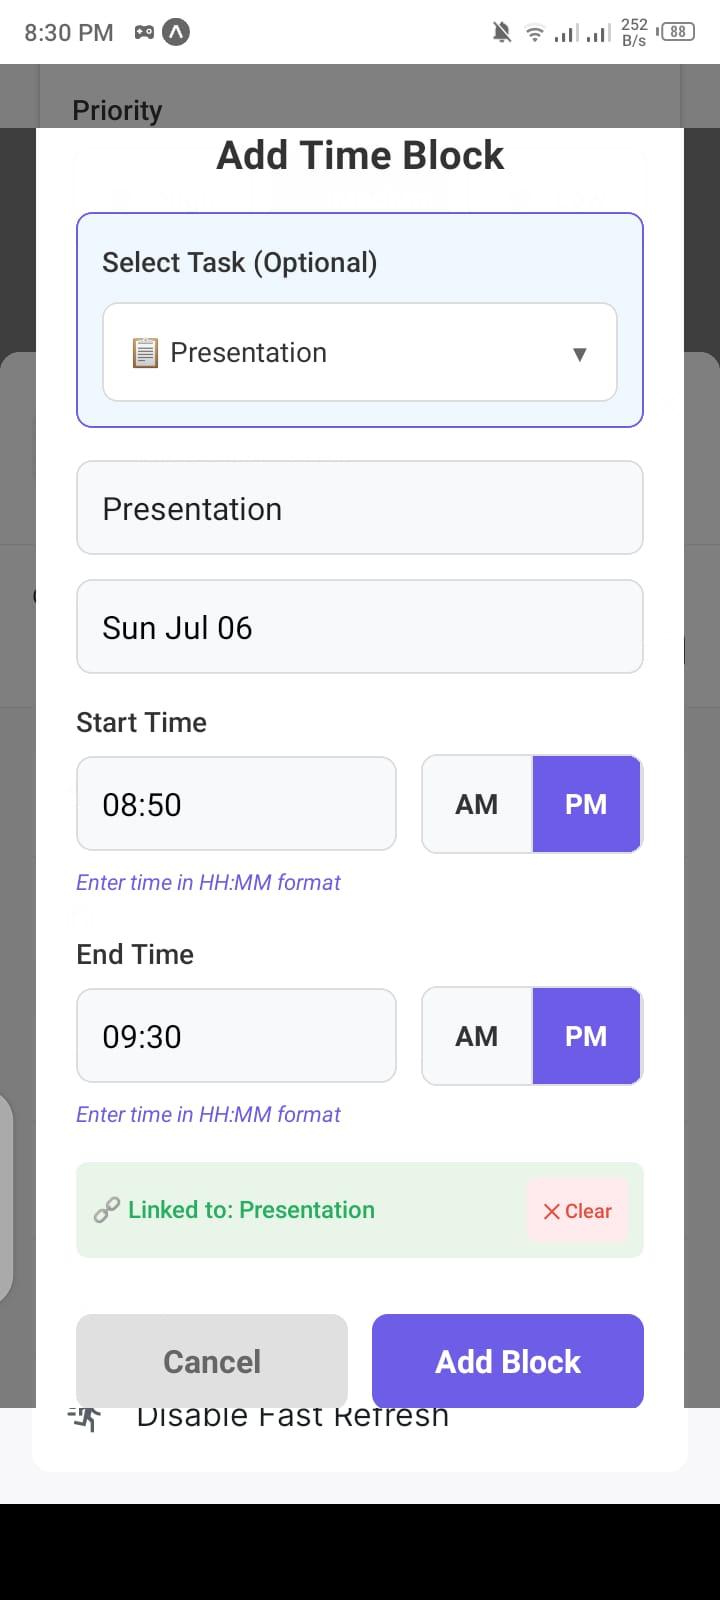 8:30 PM 252 B/s 88
Priority
Add Time Block
Select Task (Optional)
Presentation
Presentation
Sun Jul 06
Start Time
08:50 AM PM
Enter time in HH:MM format
End Time
09:30 AM PM
Enter time in HH:MM format
Linked to: Presentation Clear
Cancel Add Block
Disable Fast Refresh